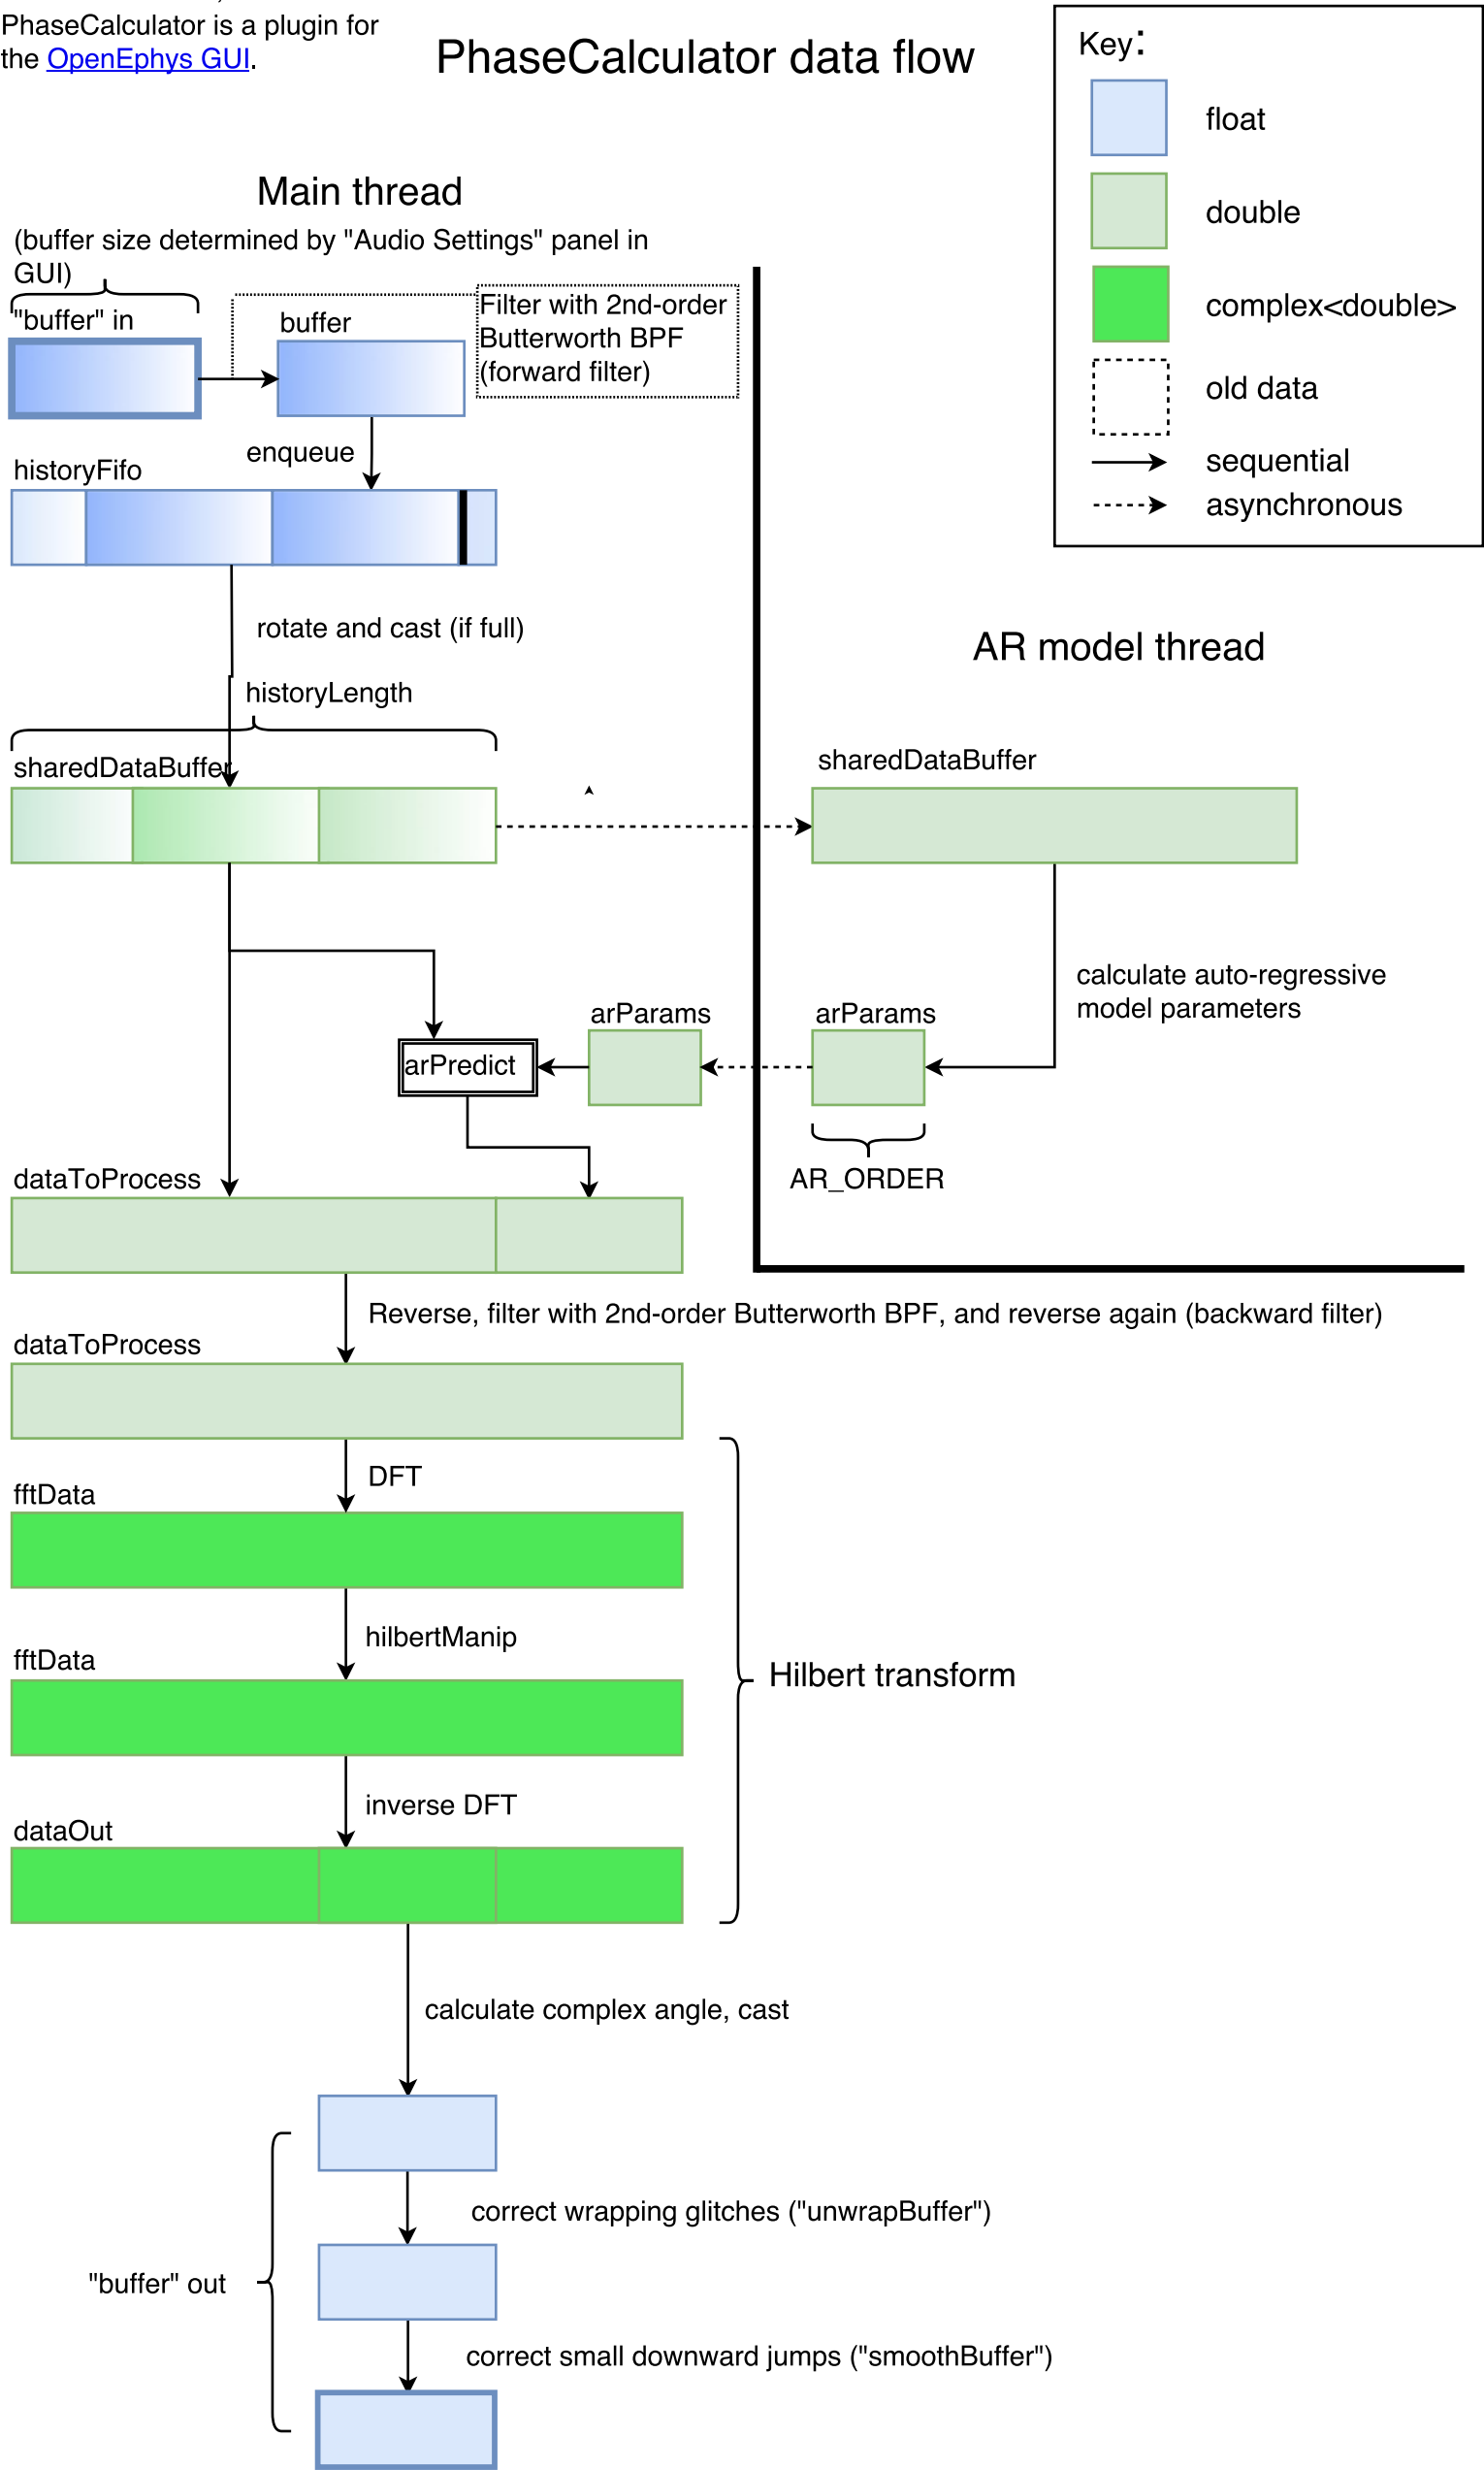 PhaseCalculator is a plugin for
the OpenEphys GUI.
PhaseCalculator data flow
Key:
float
double
complex<double>
old data
sequential
asynchronous
Main thread
(buffer size determined by "Audio Settings" panel in
GUI)
"buffer" in
buffer
Filter with 2nd-order
Butterworth BPF
(forward filter)
enqueue
historyFifo
rotate and cast (if full)
historyLength
sharedDataBuffer
AR model thread
sharedDataBuffer
calculate auto-regressive
model parameters
arParams
arParams
arPredict
AR_ORDER
dataToProcess
Reverse, filter with 2nd-order Butterworth BPF, and reverse again (backward filter)
dataToProcess
DFT
fftData
hilbertManip
fftData
Hilbert transform
inverse DFT
dataOut
calculate complex angle, cast
correct wrapping glitches ("unwrapBuffer")
"buffer" out
correct small downward jumps ("smoothBuffer")